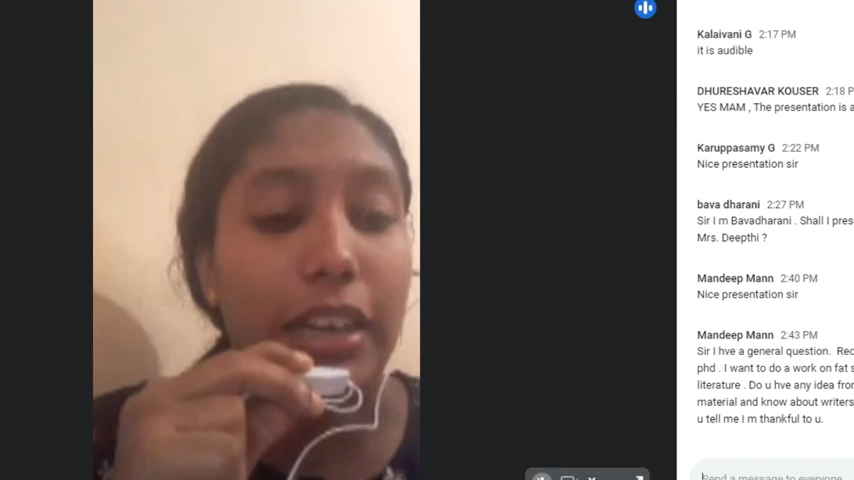 Kalaivani G 2:17 PM
it is audible
DHURESHAVAR KOUSER 2:18 P
YES MAM , The presentation is a
Karuppasamy G 2:22 PM
Nice presentation sir
bava dharani 2:27 PM
Sir I m Bavadharani . Shall I pres
Mrs. Deepthi ?
Mandeep Mann 2:40 PM
Nice presentation sir
Mandeep Mann 2:43 PM
Sir I hve a general question. Rec
phd . I want to do a work on fat s
literature . Do u hve any idea from
material and know about writers
u tell me I m thankful to u.
Send a message to everyone